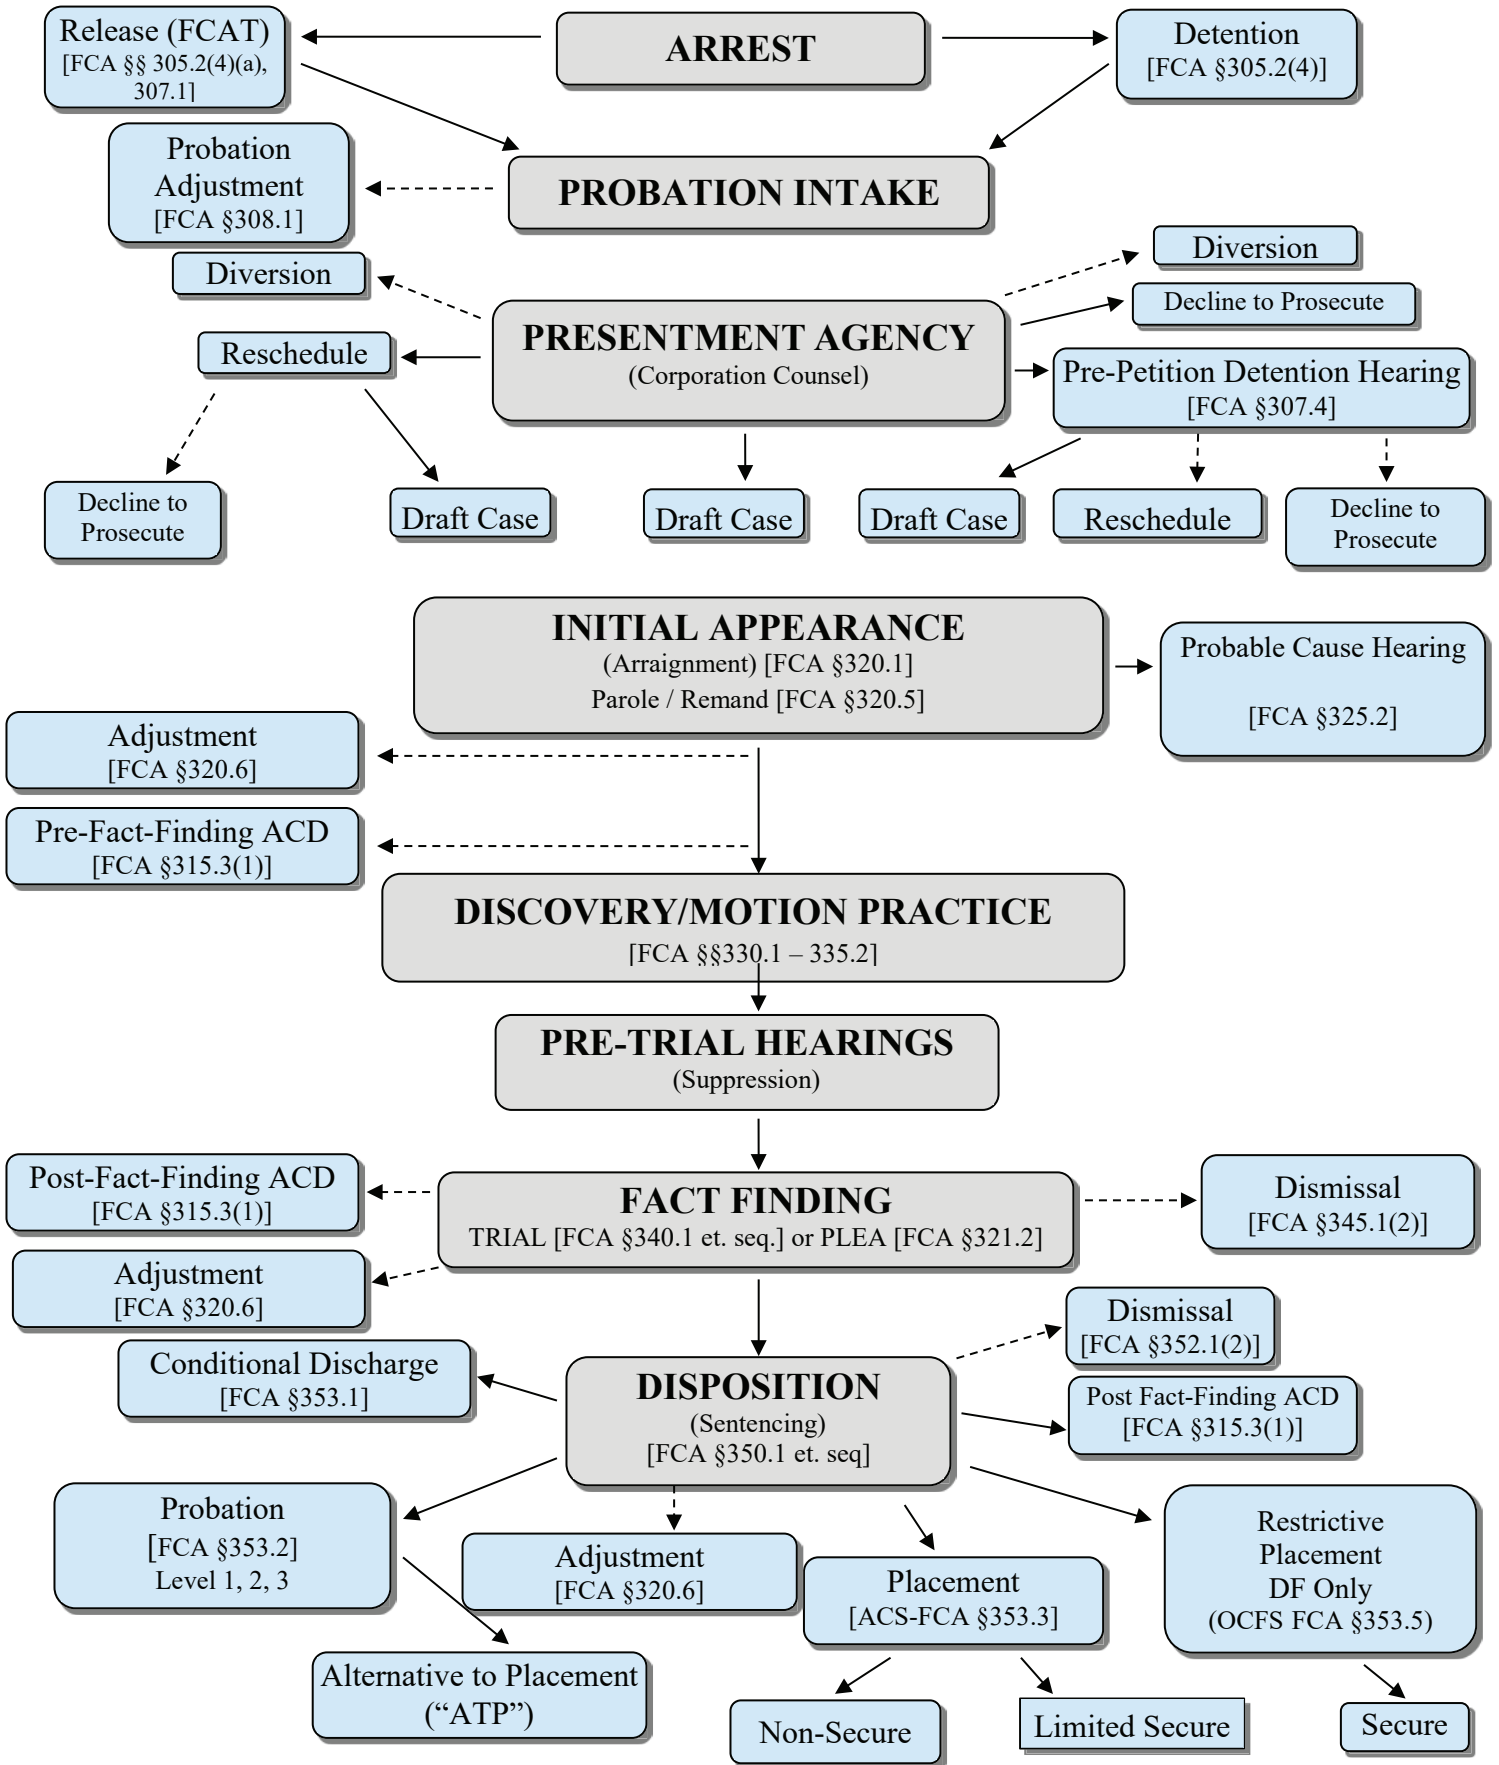 Release (FCAT)
[FCA §§ 305.2(4)(a),
307.1]
ARREST
Detention
[FCA §305.2(4)]
Probation
Adjustment
[FCA §308.1]
PROBATION INTAKE
Diversion
Diversion
Decline to Prosecute
PRESENTMENT AGENCY
(Corporation Counsel)
Reschedule
Pre-Petition Detention Hearing
[FCA §307.4]
Decline to
Prosecute
Draft Case
Draft Case
Draft Case
Reschedule
Decline to
Prosecute
INITIAL APPEARANCE
(Arraignment) [FCA §320.1]
Parole / Remand [FCA §320.5]
Probable Cause Hearing
[FCA §325.2]
Adjustment
[FCA §320.6]
Pre-Fact-Finding ACD
[FCA §315.3(1)]
DISCOVERY/MOTION PRACTICE
[FCA §§330.1 – 335.2]
PRE-TRIAL HEARINGS
(Suppression)
Post-Fact-Finding ACD
[FCA §315.3(1)]
FACT FINDING
TRIAL [FCA §340.1 et. seq.] or PLEA [FCA §321.2]
Dismissal
[FCA §345.1(2)]
Adjustment
[FCA §320.6]
Dismissal
[FCA §352.1(2)]
Conditional Discharge
[FCA §353.1]
DISPOSITION
(Sentencing)
[FCA §350.1 et. seq]
Post Fact-Finding ACD
[FCA §315.3(1)]
Probation
[FCA §353.2]
Level 1, 2, 3
Adjustment
[FCA §320.6]
Placement
[ACS-FCA §353.3]
Restrictive
Placement
DF Only
(OCFS FCA §353.5)
Alternative to Placement
(“ATP”)
Non-Secure
Limited Secure
Secure